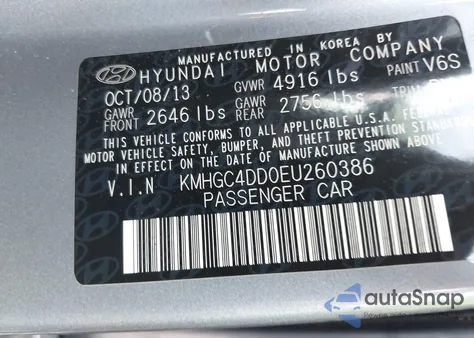 MANUFACTURED IN KOREA BY
HYUNDAI MOTOR COMPANY
OCT/08/13 GVWR 4916 lbs PAINT V6S
GAWR FRONT 2646 lbs GAWR REAR 2756 lbs
THIS VEHICLE CONFORMS TO ALL APPLICABLE U.S.A.
MOTOR VEHICLE SAFETY, BUMPER, AND THEFT PREVENTION
STANDARDS IN EFFECT ON THE DATE OF MANUFACTURE SHOWN ABOVE
V.I.N KMHGC4DD0EU260386
PASSENGER CAR
autoSnap